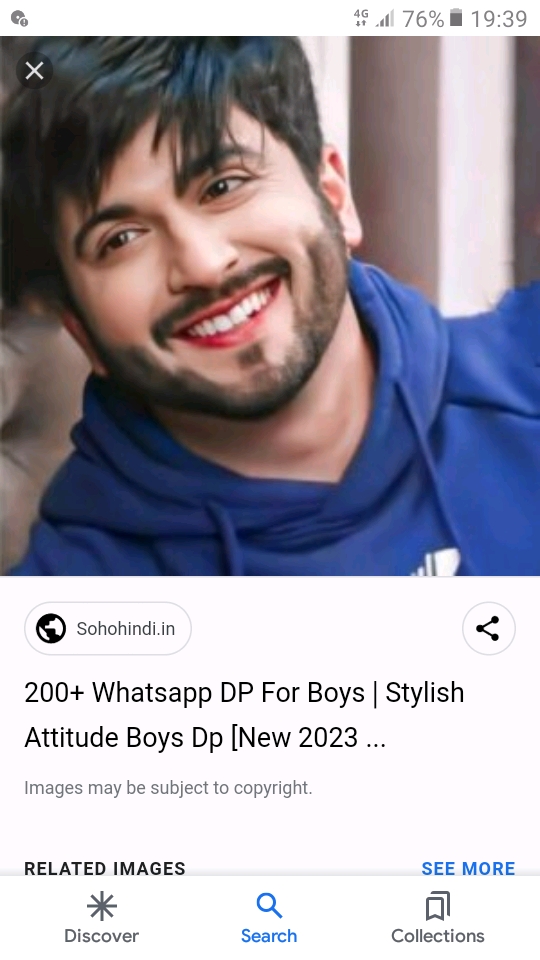 4G 76% 19:39
Sohohindi.in
200+ Whatsapp DP For Boys | Stylish
Attitude Boys Dp [New 2023 ...
Images may be subject to copyright.
RELATED IMAGES SEE MORE
Discover Search Collections